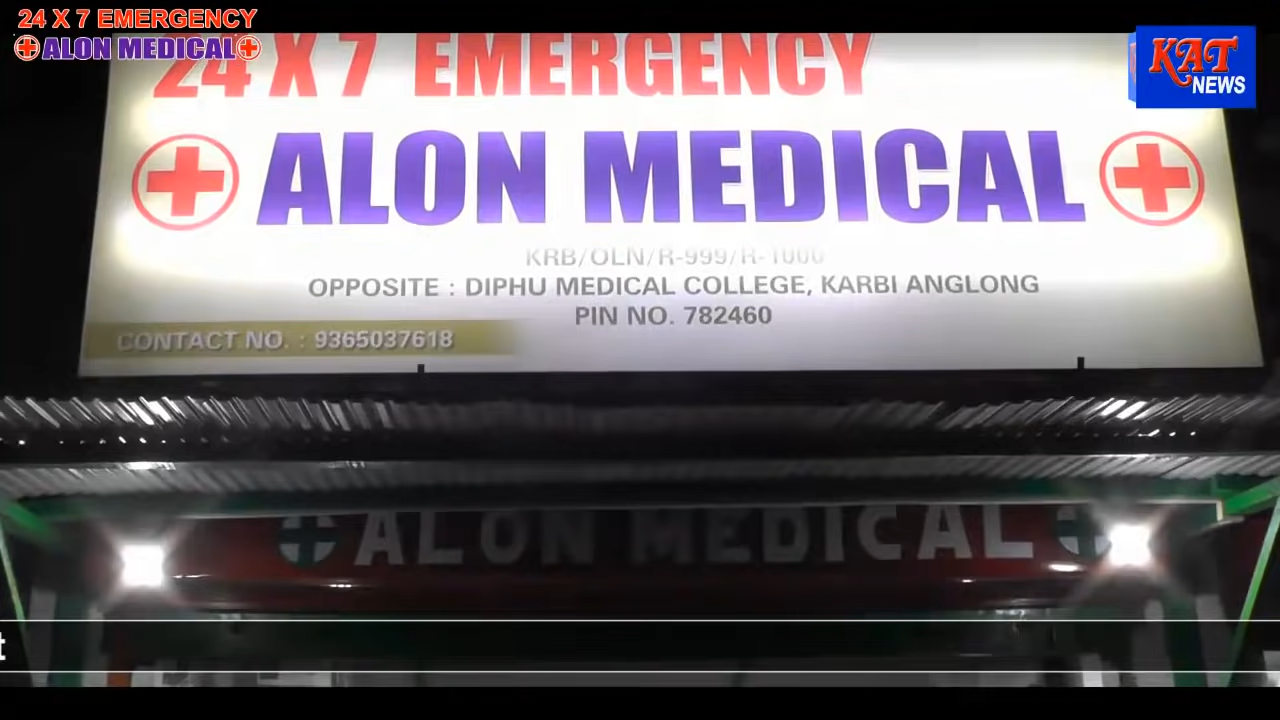 24 X 7 EMERGENCY
ALON MEDICAL
KAT
NEWS
24 X 7 EMERGENCY
ALON MEDICAL
KRB/OLN/R-999/R-1000
OPPOSITE : DIPHU MEDICAL COLLEGE, KARBI ANGLONG
PIN NO. 782460
CONTACT NO. : 9365037618
ALON MEDICAL
t